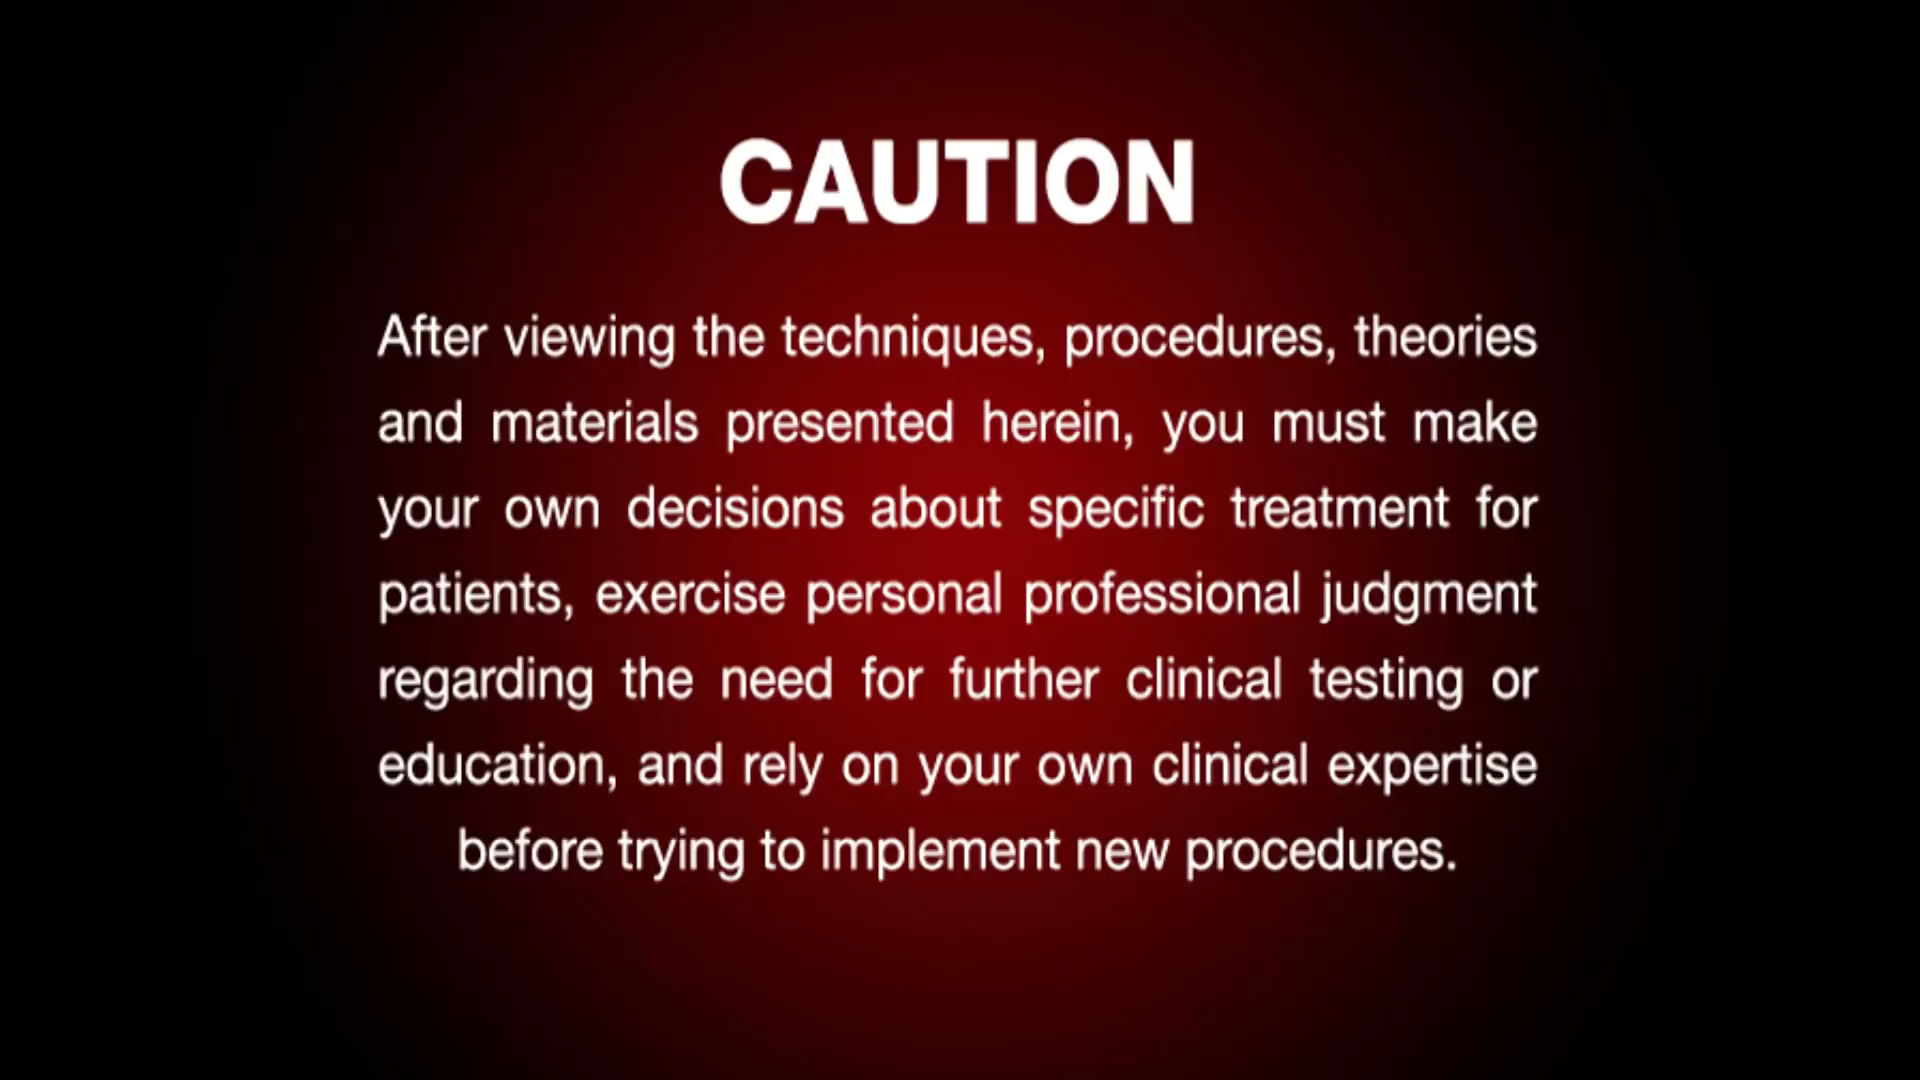 CAUTION
After viewing the techniques, procedures, theories
and materials presented herein, you must make
your own decisions about specific treatment for
patients, exercise personal professional judgment
regarding the need for further clinical testing or
education, and rely on your own clinical expertise
before trying to implement new procedures.